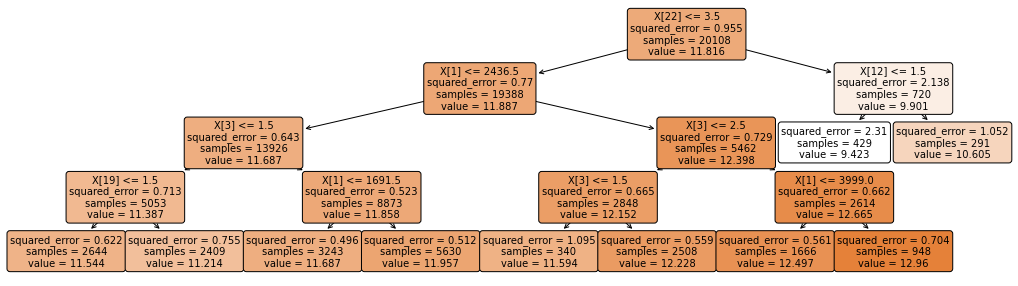 X[22] <= 3.5
squared_error = 0.955
samples = 20108
value = 11.816
X[1] <= 2436.5
squared_error = 0.77
samples = 19388
value = 11.887
X[12] <= 1.5
squared_error = 2.138
samples = 720
value = 9.901
X[3] <= 1.5
squared_error = 0.643
samples = 13926
value = 11.687
X[3] <= 2.5
squared_error = 0.729
samples = 5462
value = 12.398
squared_error = 2.31
samples = 429
value = 9.423
squared_error = 1.052
samples = 291
value = 10.605
X[19] <= 1.5
squared_error = 0.713
samples = 5053
value = 11.387
X[1] <= 1691.5
squared_error = 0.523
samples = 8873
value = 11.858
X[3] <= 1.5
squared_error = 0.665
samples = 2848
value = 12.152
X[1] <= 3999.0
squared_error = 0.662
samples = 2614
value = 12.665
squared_error = 0.622
samples = 2644
value = 11.544
squared_error = 0.755
samples = 2409
value = 11.214
squared_error = 0.496
samples = 3243
value = 11.687
squared_error = 0.512
samples = 5630
value = 11.957
squared_error = 1.095
samples = 340
value = 11.594
squared_error = 0.559
samples = 2508
value = 12.228
squared_error = 0.561
samples = 1666
value = 12.497
squared_error = 0.704
samples = 948
value = 12.96